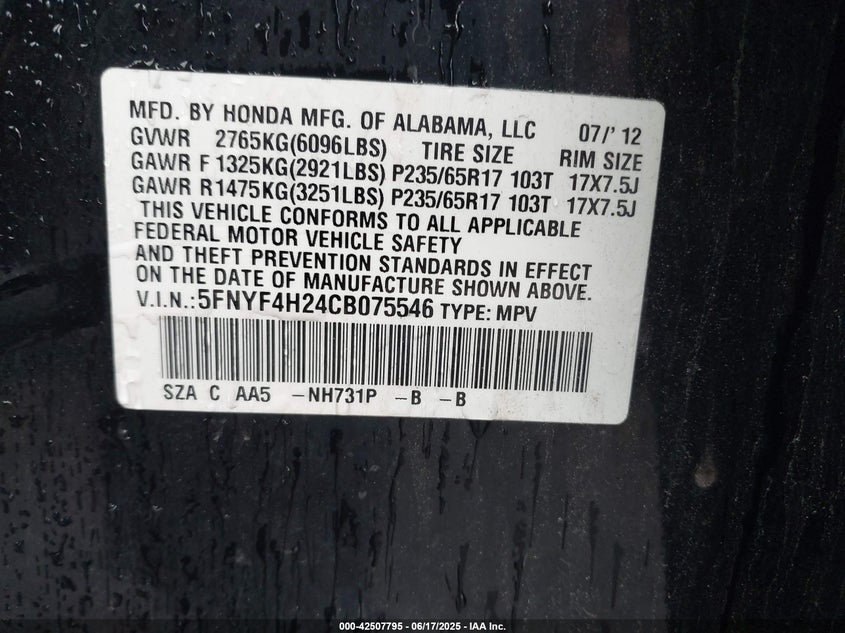 MFD. BY HONDA MFG. OF ALABAMA, LLC 07/' 12
GVWR 2765KG(6096LBS) TIRE SIZE RIM SIZE
GAWR F 1325KG(2921LBS) P235/65R17 103T 17X7.5J
GAWR R1475KG(3251LBS) P235/65R17 103T 17X7.5J
THIS VEHICLE CONFORMS TO ALL APPLICABLE
FEDERAL MOTOR VEHICLE SAFETY
AND THEFT PREVENTION STANDARDS IN EFFECT
ON THE DATE OF MANUFACTURE SHOWN ABOVE.
V.I.N.:5FNYF4H24CB075546 TYPE: MPV
SZA C AA5 –NH731P –B –B
000-42507795 - 06/17/2025 - IAA Inc.